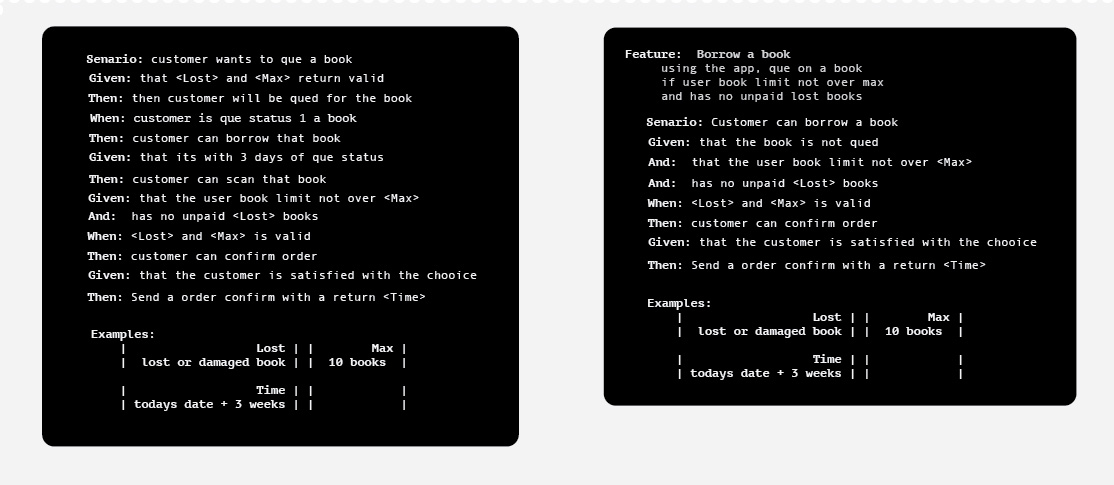 Senario: customer wants to que a book
Given: that <Lost> and <Max> return valid
Then: then customer will be qued for the book
When: customer is que status 1 a book
Then: customer can borrow that book
Given: that its with 3 days of que status
Then: customer can scan that book
Given: that the user book limit not over <Max>
And: has no unpaid <Lost> books
When: <Lost> and <Max> is valid
Then: customer can confirm order
Given: that the customer is satisfied with the chooice
Then: Send a order confirm with a return <Time>
Examples:
| Lost | | Max |
| lost or damaged book | | 10 books |
| Time | | |
| todays date + 3 weeks | | |
Feature: Borrow a book
using the app, que on a book
if user book limit not over max
and has no unpaid lost books
Senario: Customer can borrow a book
Given: that the book is not qued
And: that the user book limit not over <Max>
And: has no unpaid <Lost> books
When: <Lost> and <Max> is valid
Then: customer can confirm order
Given: that the customer is satisfied with the chooice
Then: Send a order confirm with a return <Time>
Examples:
| Lost | | Max |
| lost or damaged book | | 10 books |
| Time | | |
| todays date + 3 weeks | | |